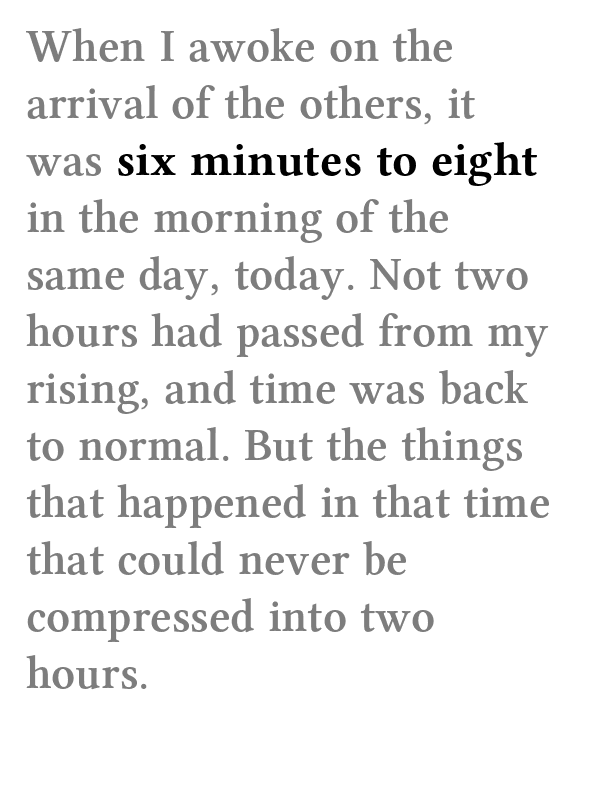 When I awoke on the
arrival of the others, it
was six minutes to eight
in the morning of the
same day, today. Not two
hours had passed from my
rising, and time was back
to normal. But the things
that happened in that time
that could never be
compressed into two
hours.